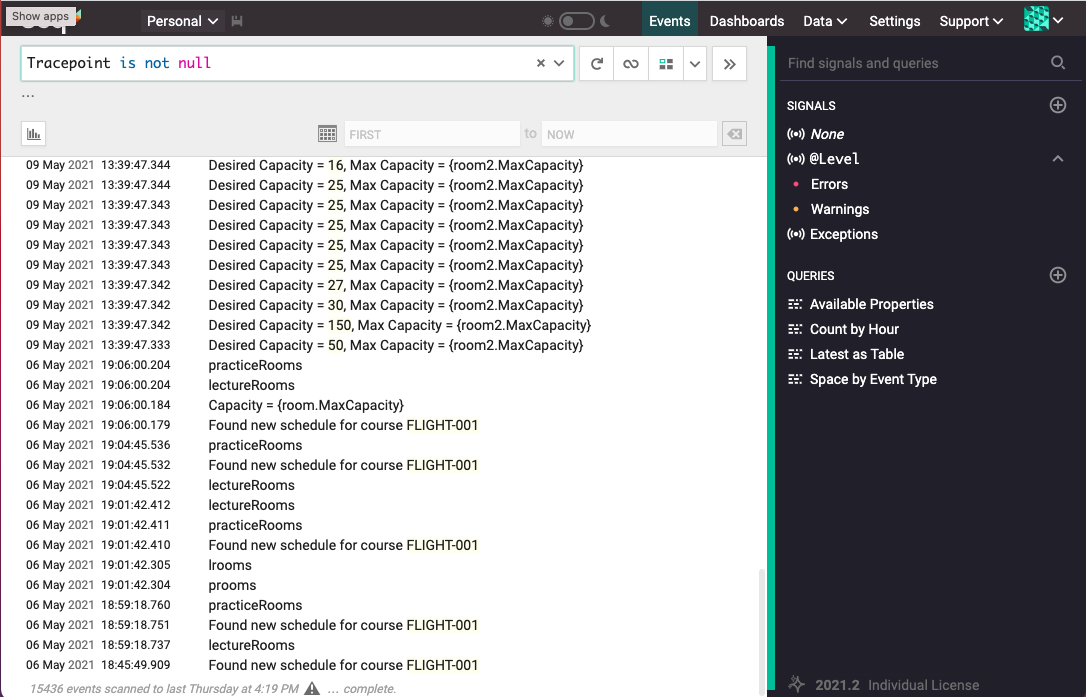 Show apps
Personal
Events Dashboards Data Settings Support
Tracepoint is not null
...
FIRST to NOW
09 May 2021 13:39:47.344 Desired Capacity = 16, Max Capacity = {room2.MaxCapacity}
09 May 2021 13:39:47.344 Desired Capacity = 25, Max Capacity = {room2.MaxCapacity}
09 May 2021 13:39:47.343 Desired Capacity = 25, Max Capacity = {room2.MaxCapacity}
09 May 2021 13:39:47.343 Desired Capacity = 25, Max Capacity = {room2.MaxCapacity}
09 May 2021 13:39:47.343 Desired Capacity = 25, Max Capacity = {room2.MaxCapacity}
09 May 2021 13:39:47.343 Desired Capacity = 25, Max Capacity = {room2.MaxCapacity}
09 May 2021 13:39:47.342 Desired Capacity = 27, Max Capacity = {room2.MaxCapacity}
09 May 2021 13:39:47.342 Desired Capacity = 30, Max Capacity = {room2.MaxCapacity}
09 May 2021 13:39:47.342 Desired Capacity = 150, Max Capacity = {room2.MaxCapacity}
09 May 2021 13:39:47.333 Desired Capacity = 50, Max Capacity = {room2.MaxCapacity}
06 May 2021 19:06:00.204 practiceRooms
06 May 2021 19:06:00.204 lectureRooms
06 May 2021 19:06:00.184 Capacity = {room.MaxCapacity}
06 May 2021 19:06:00.179 Found new schedule for course FLIGHT-001
06 May 2021 19:04:45.536 practiceRooms
06 May 2021 19:04:45.532 Found new schedule for course FLIGHT-001
06 May 2021 19:04:45.522 lectureRooms
06 May 2021 19:01:42.412 lectureRooms
06 May 2021 19:01:42.411 practiceRooms
06 May 2021 19:01:42.410 Found new schedule for course FLIGHT-001
06 May 2021 19:01:42.305 lrooms
06 May 2021 19:01:42.304 prooms
06 May 2021 18:59:18.760 practiceRooms
06 May 2021 18:59:18.751 Found new schedule for course FLIGHT-001
06 May 2021 18:59:18.737 lectureRooms
06 May 2021 18:45:49.909 Found new schedule for course FLIGHT-001
15436 events scanned to last Thursday at 4:19 PM ... complete.
Find signals and queries
SIGNALS
None
@Level
Errors
Warnings
Exceptions
QUERIES
Available Properties
Count by Hour
Latest as Table
Space by Event Type
2021.2 Individual License